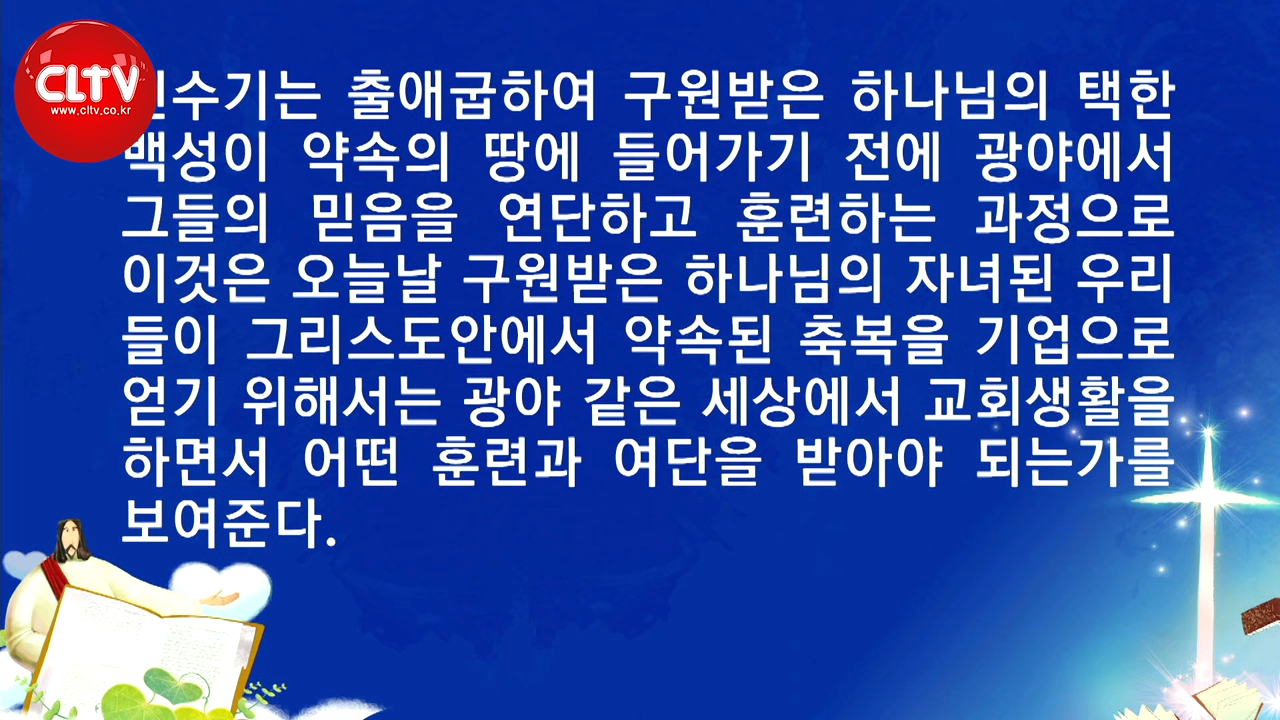 CLTV
www.cltv.co.kr
출애굽하여 구원받은 하나님의 택한
백성이 약속의 땅에 들어가기 전에 광야에서
그들의 믿음을 연단하고 훈련하는 과정으로
이것은 오늘날 구원받은 하나님의 자녀된 우리
들이 그리스도안에서 약속된 축복을 기업으로
얻기 위해서는 광야 같은 세상에서 교회생활을
하면서 어떤 훈련과 여단을 받아야 되는가를
보여준다.